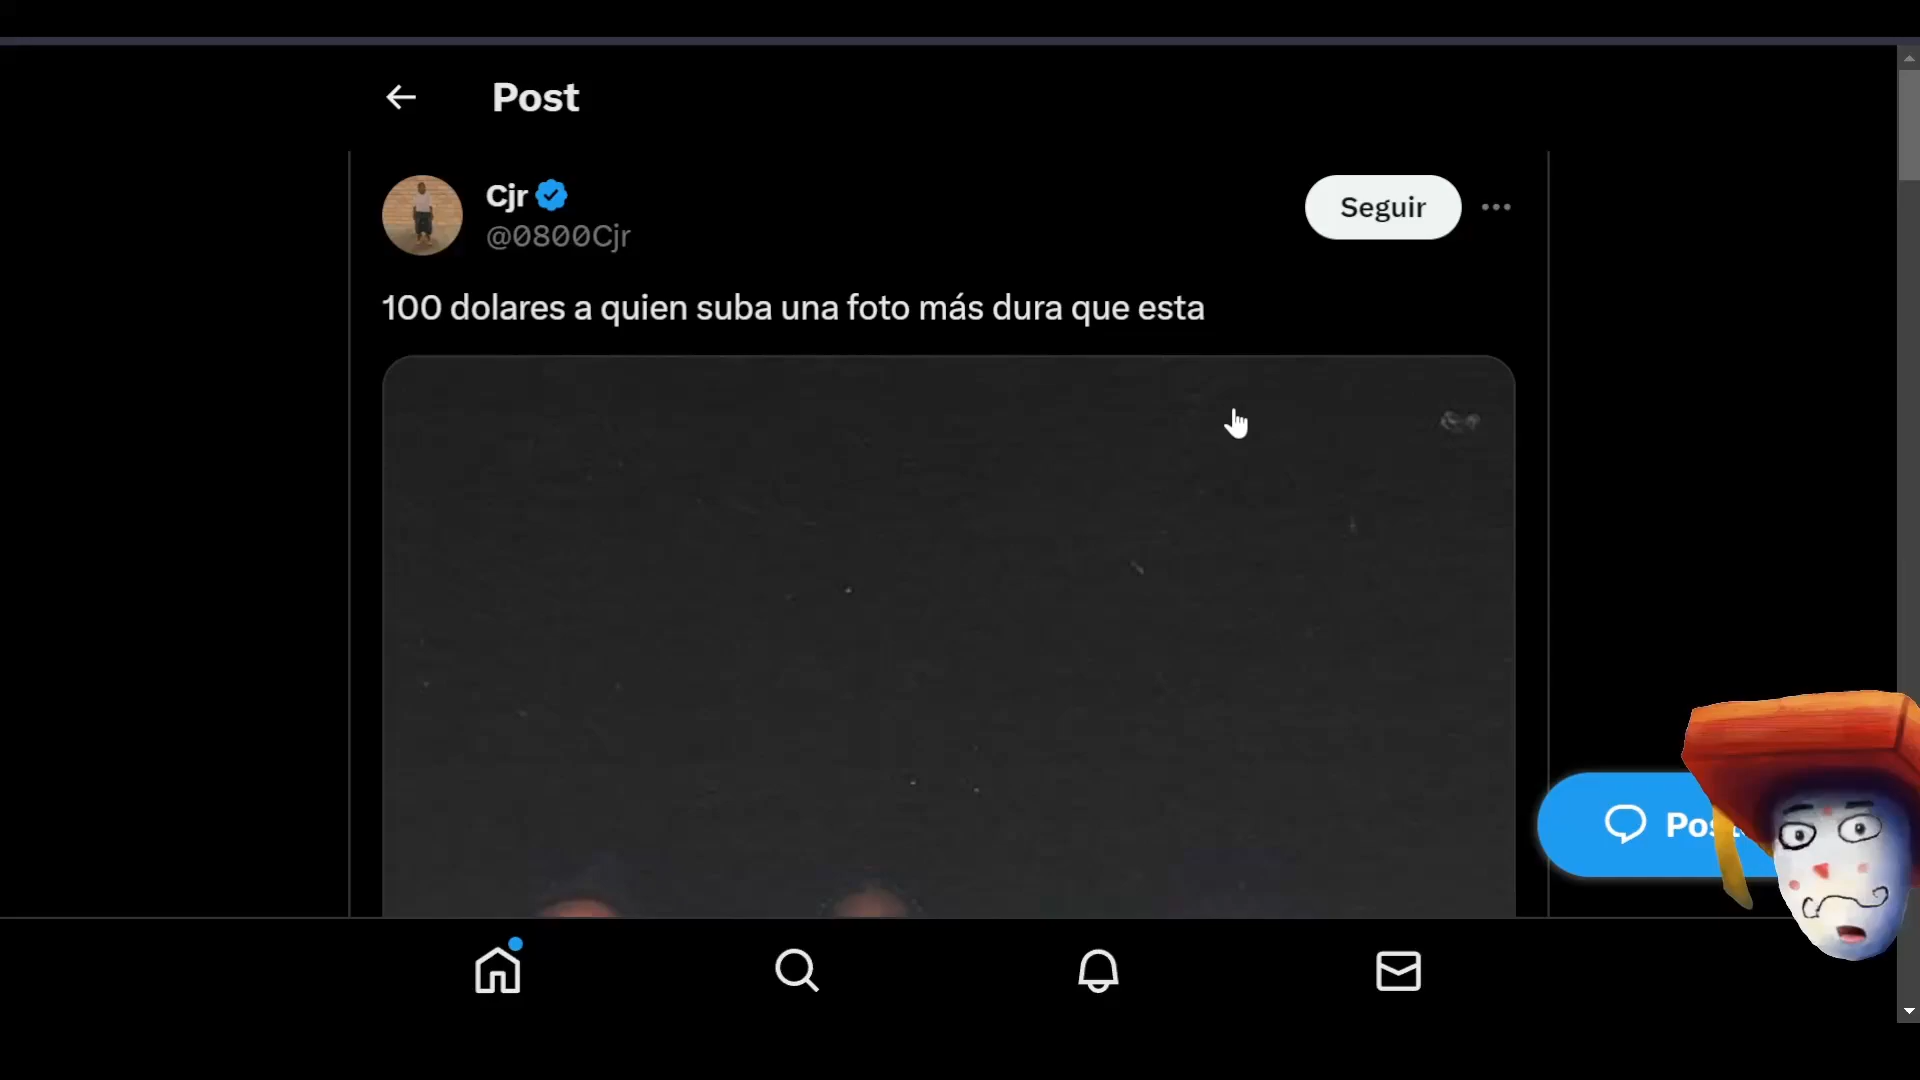 Post
Cjr
@0800Cjr
Seguir
100 dolares a quien suba una foto más dura que esta